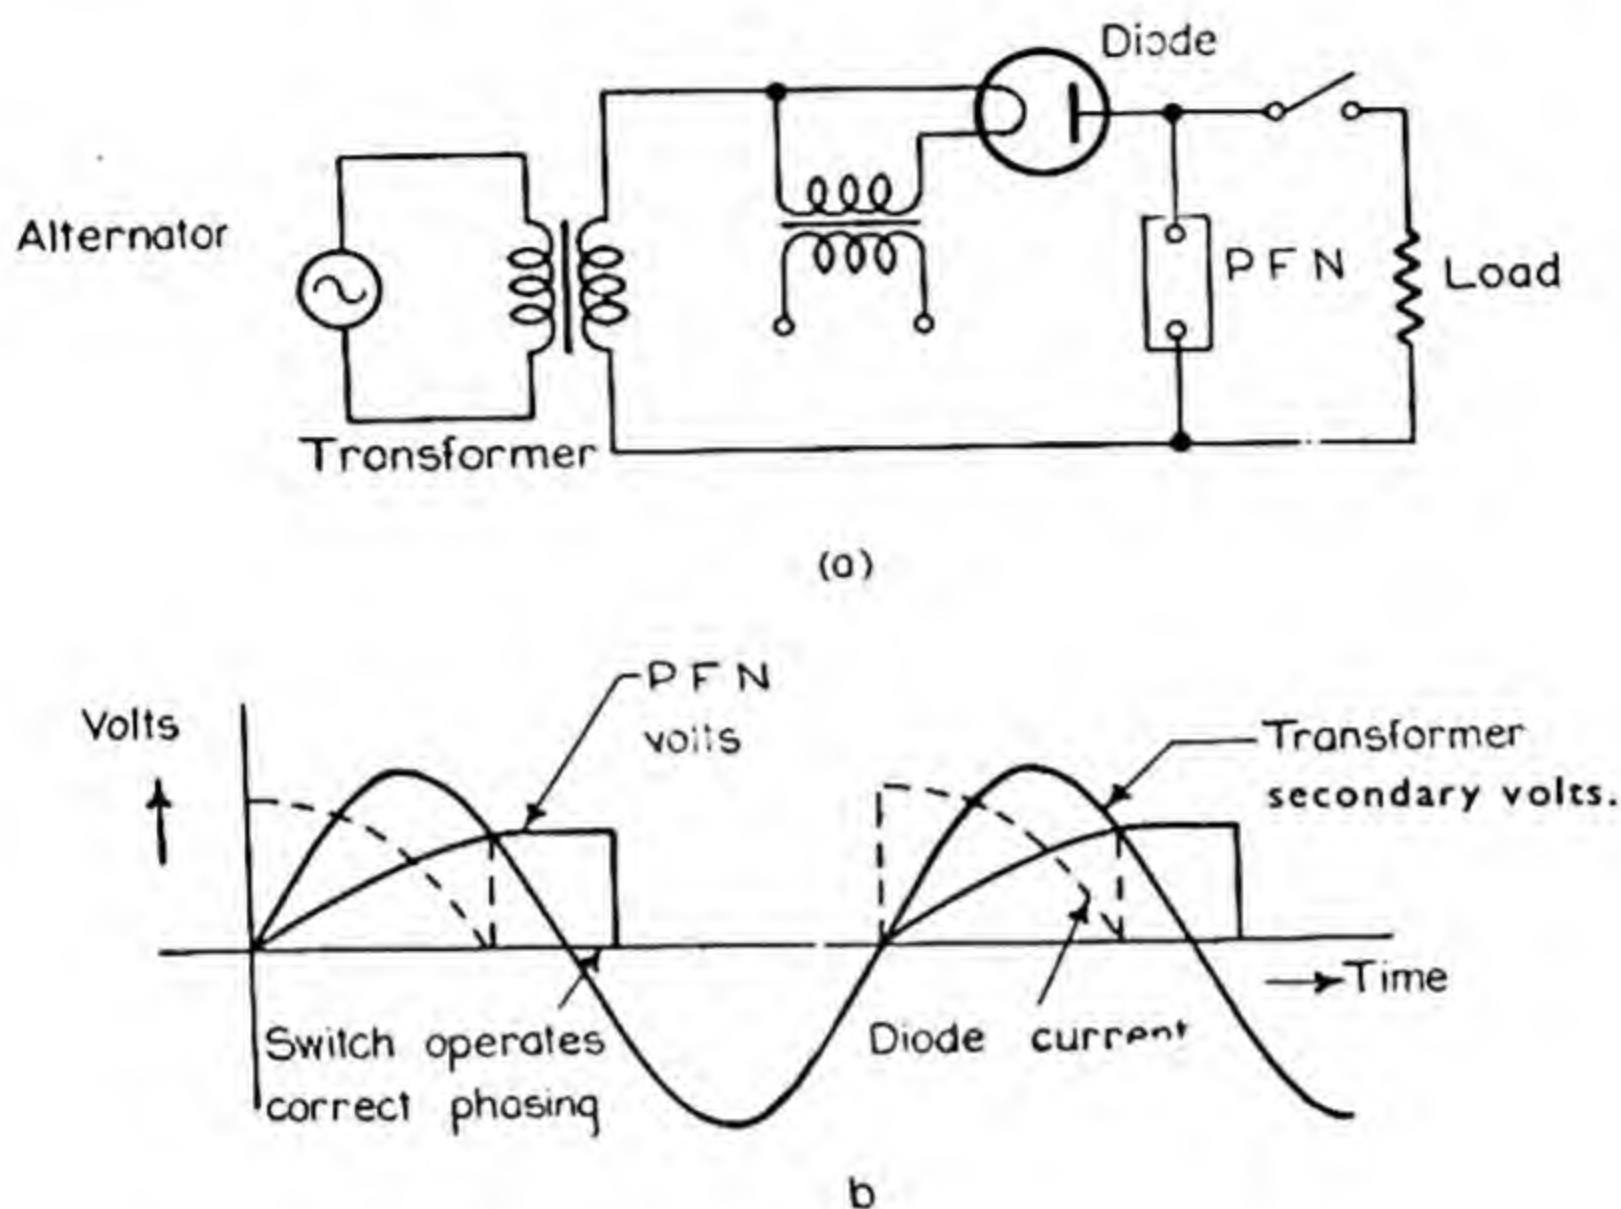 Diode
Alternator
PFN
Load
Transformer
(a)
PFN
Volts
volts
Transformer
secondary volts.
Time
Switch operates
Diode current
correct phasing
b